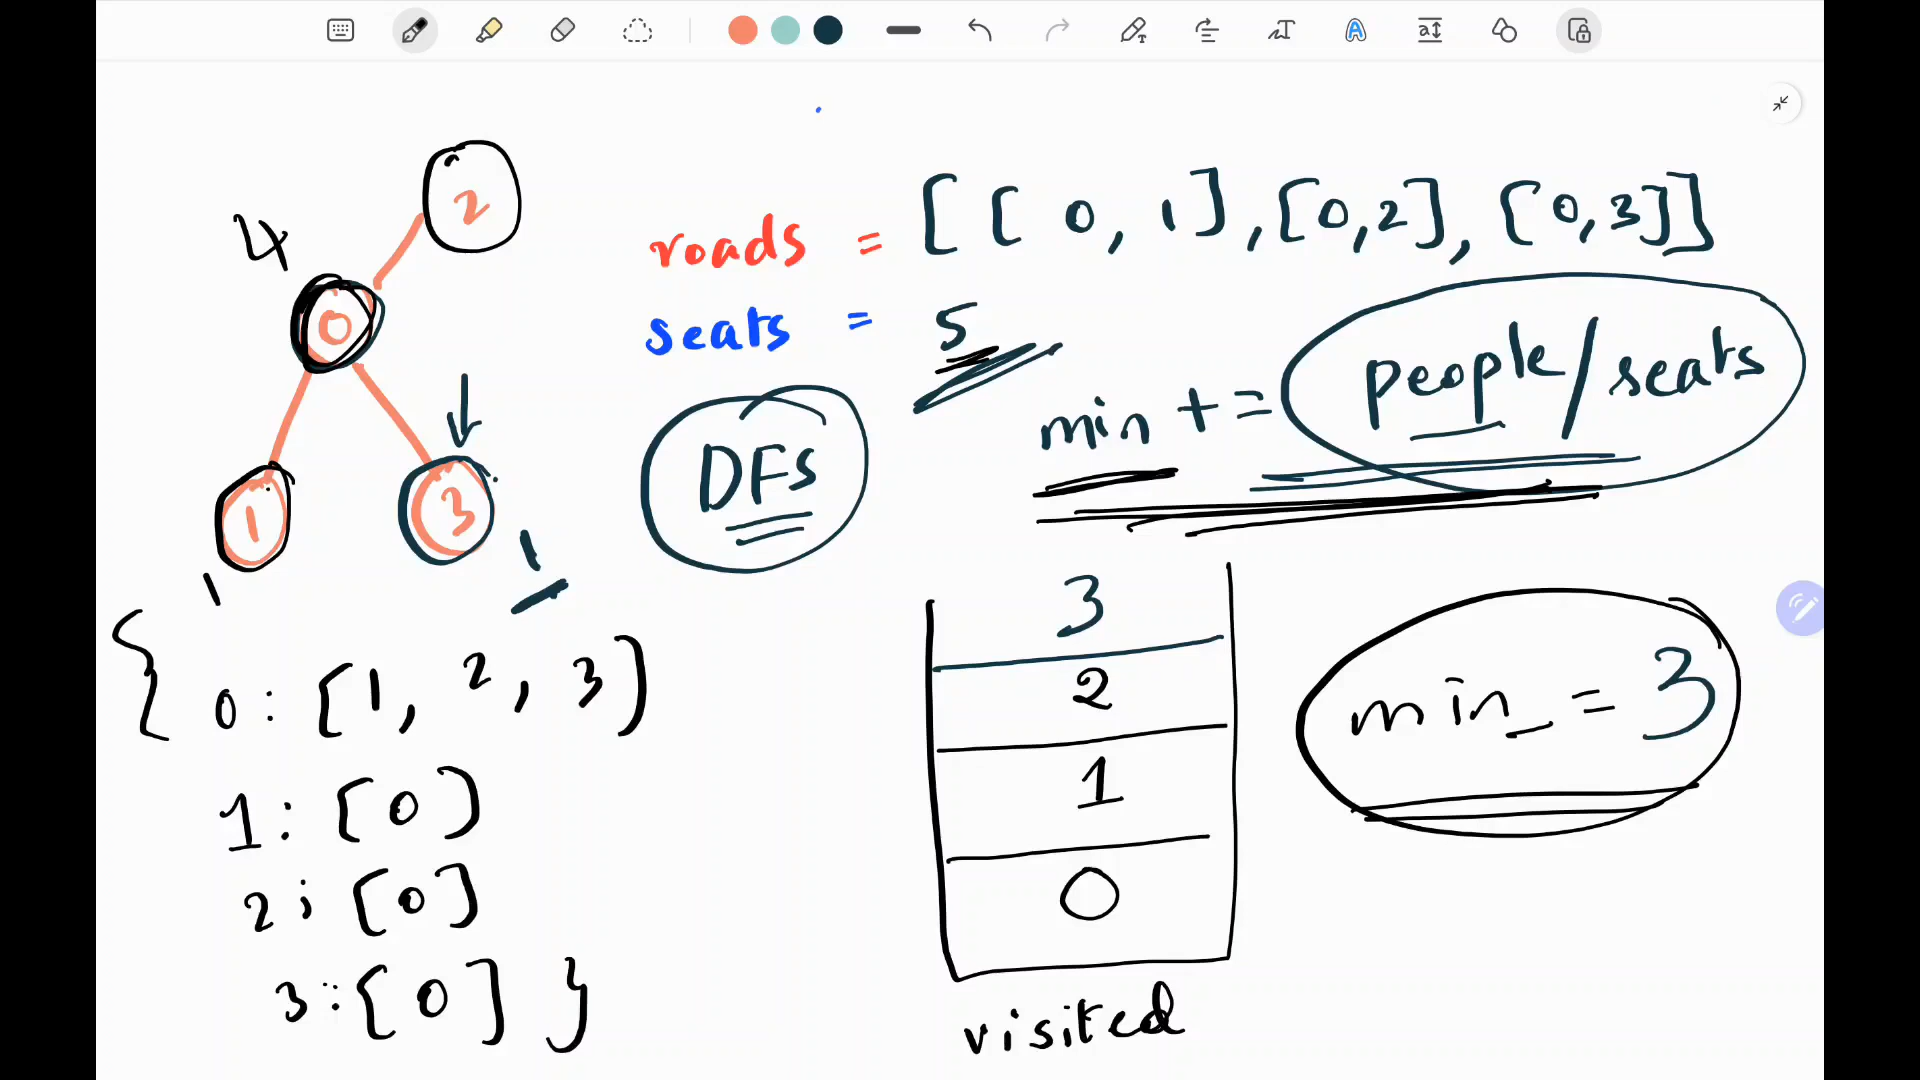 2
4
0
1
3
1
1
roads = [[0, 1], [0,2], [0,3]]
seats = 5
min += people/seats
DFS
{ 0: [1, 2, 3]
1: [0]
2: [0]
3: [0] }
3
2
1
0
visited
min = 3